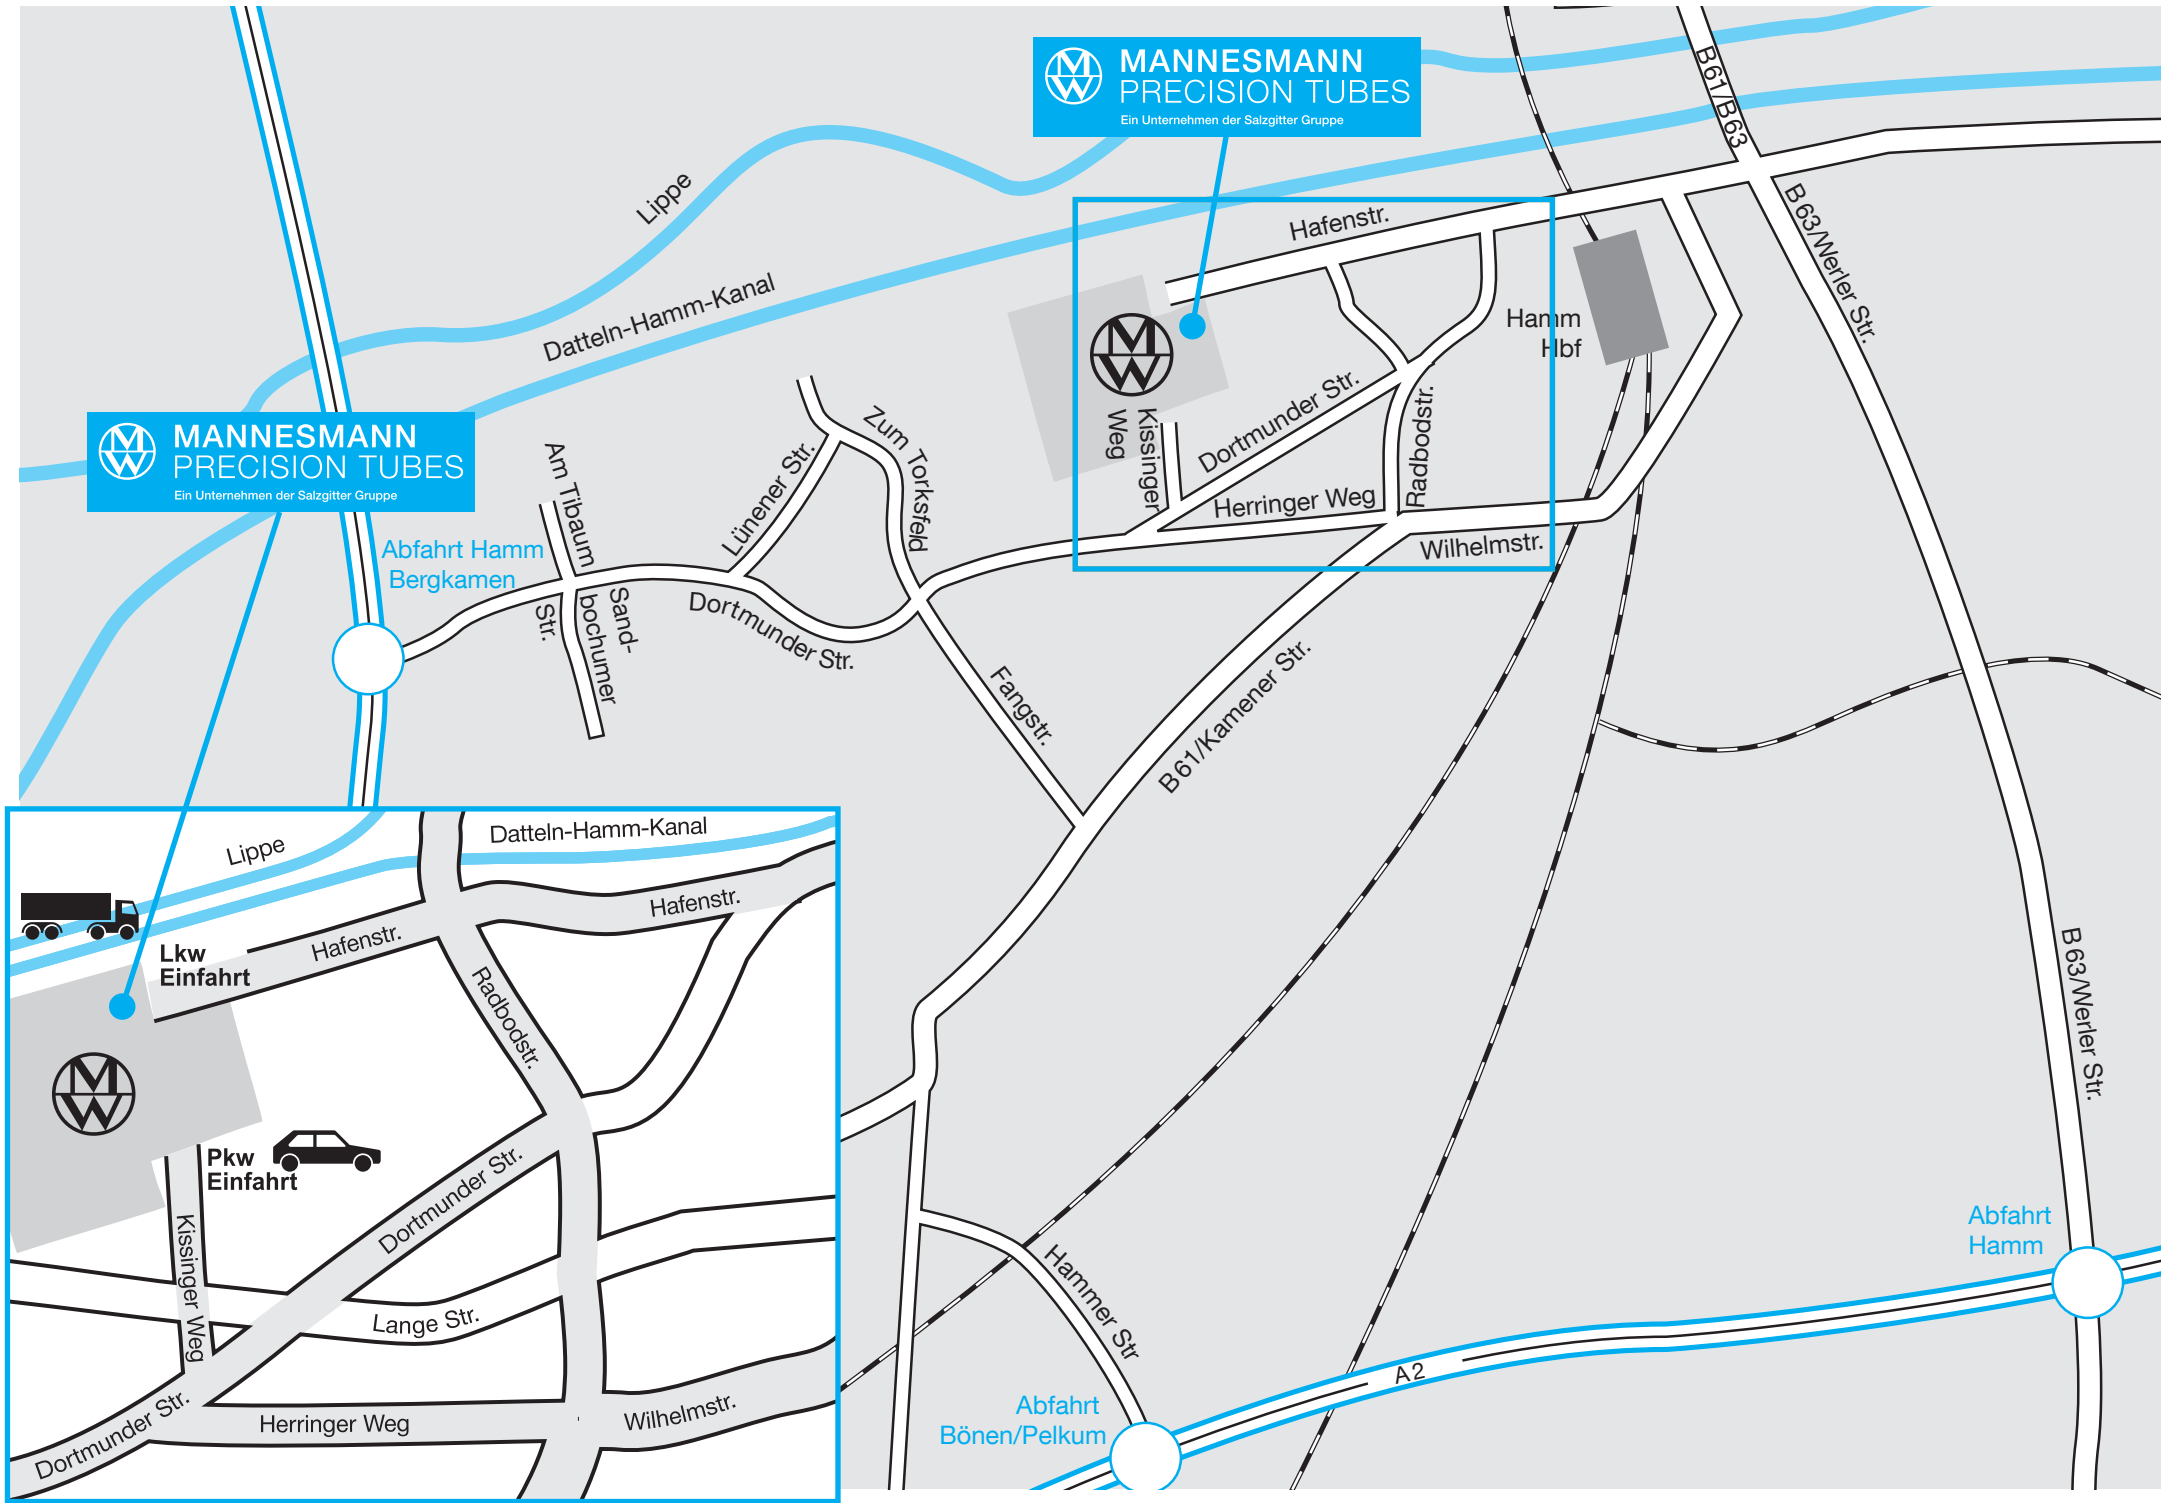 B61/B63
MANNESMANN
PRECISION TUBES
Ein Unternehmen der Salzgitter Gruppe
Lippe
Hafenstr.
B63/Werler Str.
Datteln-Hamm-Kanal
Hamm
Hbf
MW
Kissinger
Weg
Dortmunder Str.
Radbodstr.
Herringer Weg
Wilhelmstr.
MANNESMANN
PRECISION TUBES
Ein Unternehmen der Salzgitter Gruppe
Zum Torksfeld
Lünener Str.
Am Tibaum
Abfahrt Hamm
Bergkamen
Sand-
bochumer
Str.
Dortmunder Str.
Fangstr.
B61/Kamener Str.
Datteln-Hamm-Kanal
Lippe
Hafenstr.
Hafenstr.
Lkw
Einfahrt
Radbodstr.
MW
Pkw
Einfahrt
Dortmunder Str.
Kissinger Weg
Lange Str.
Herringer Weg
Wilhelmstr.
Dortmunder Str.
B63/Werler Str.
Abfahrt
Hamm
Hammer Str
A2
Abfahrt
Bönen/Pelkum